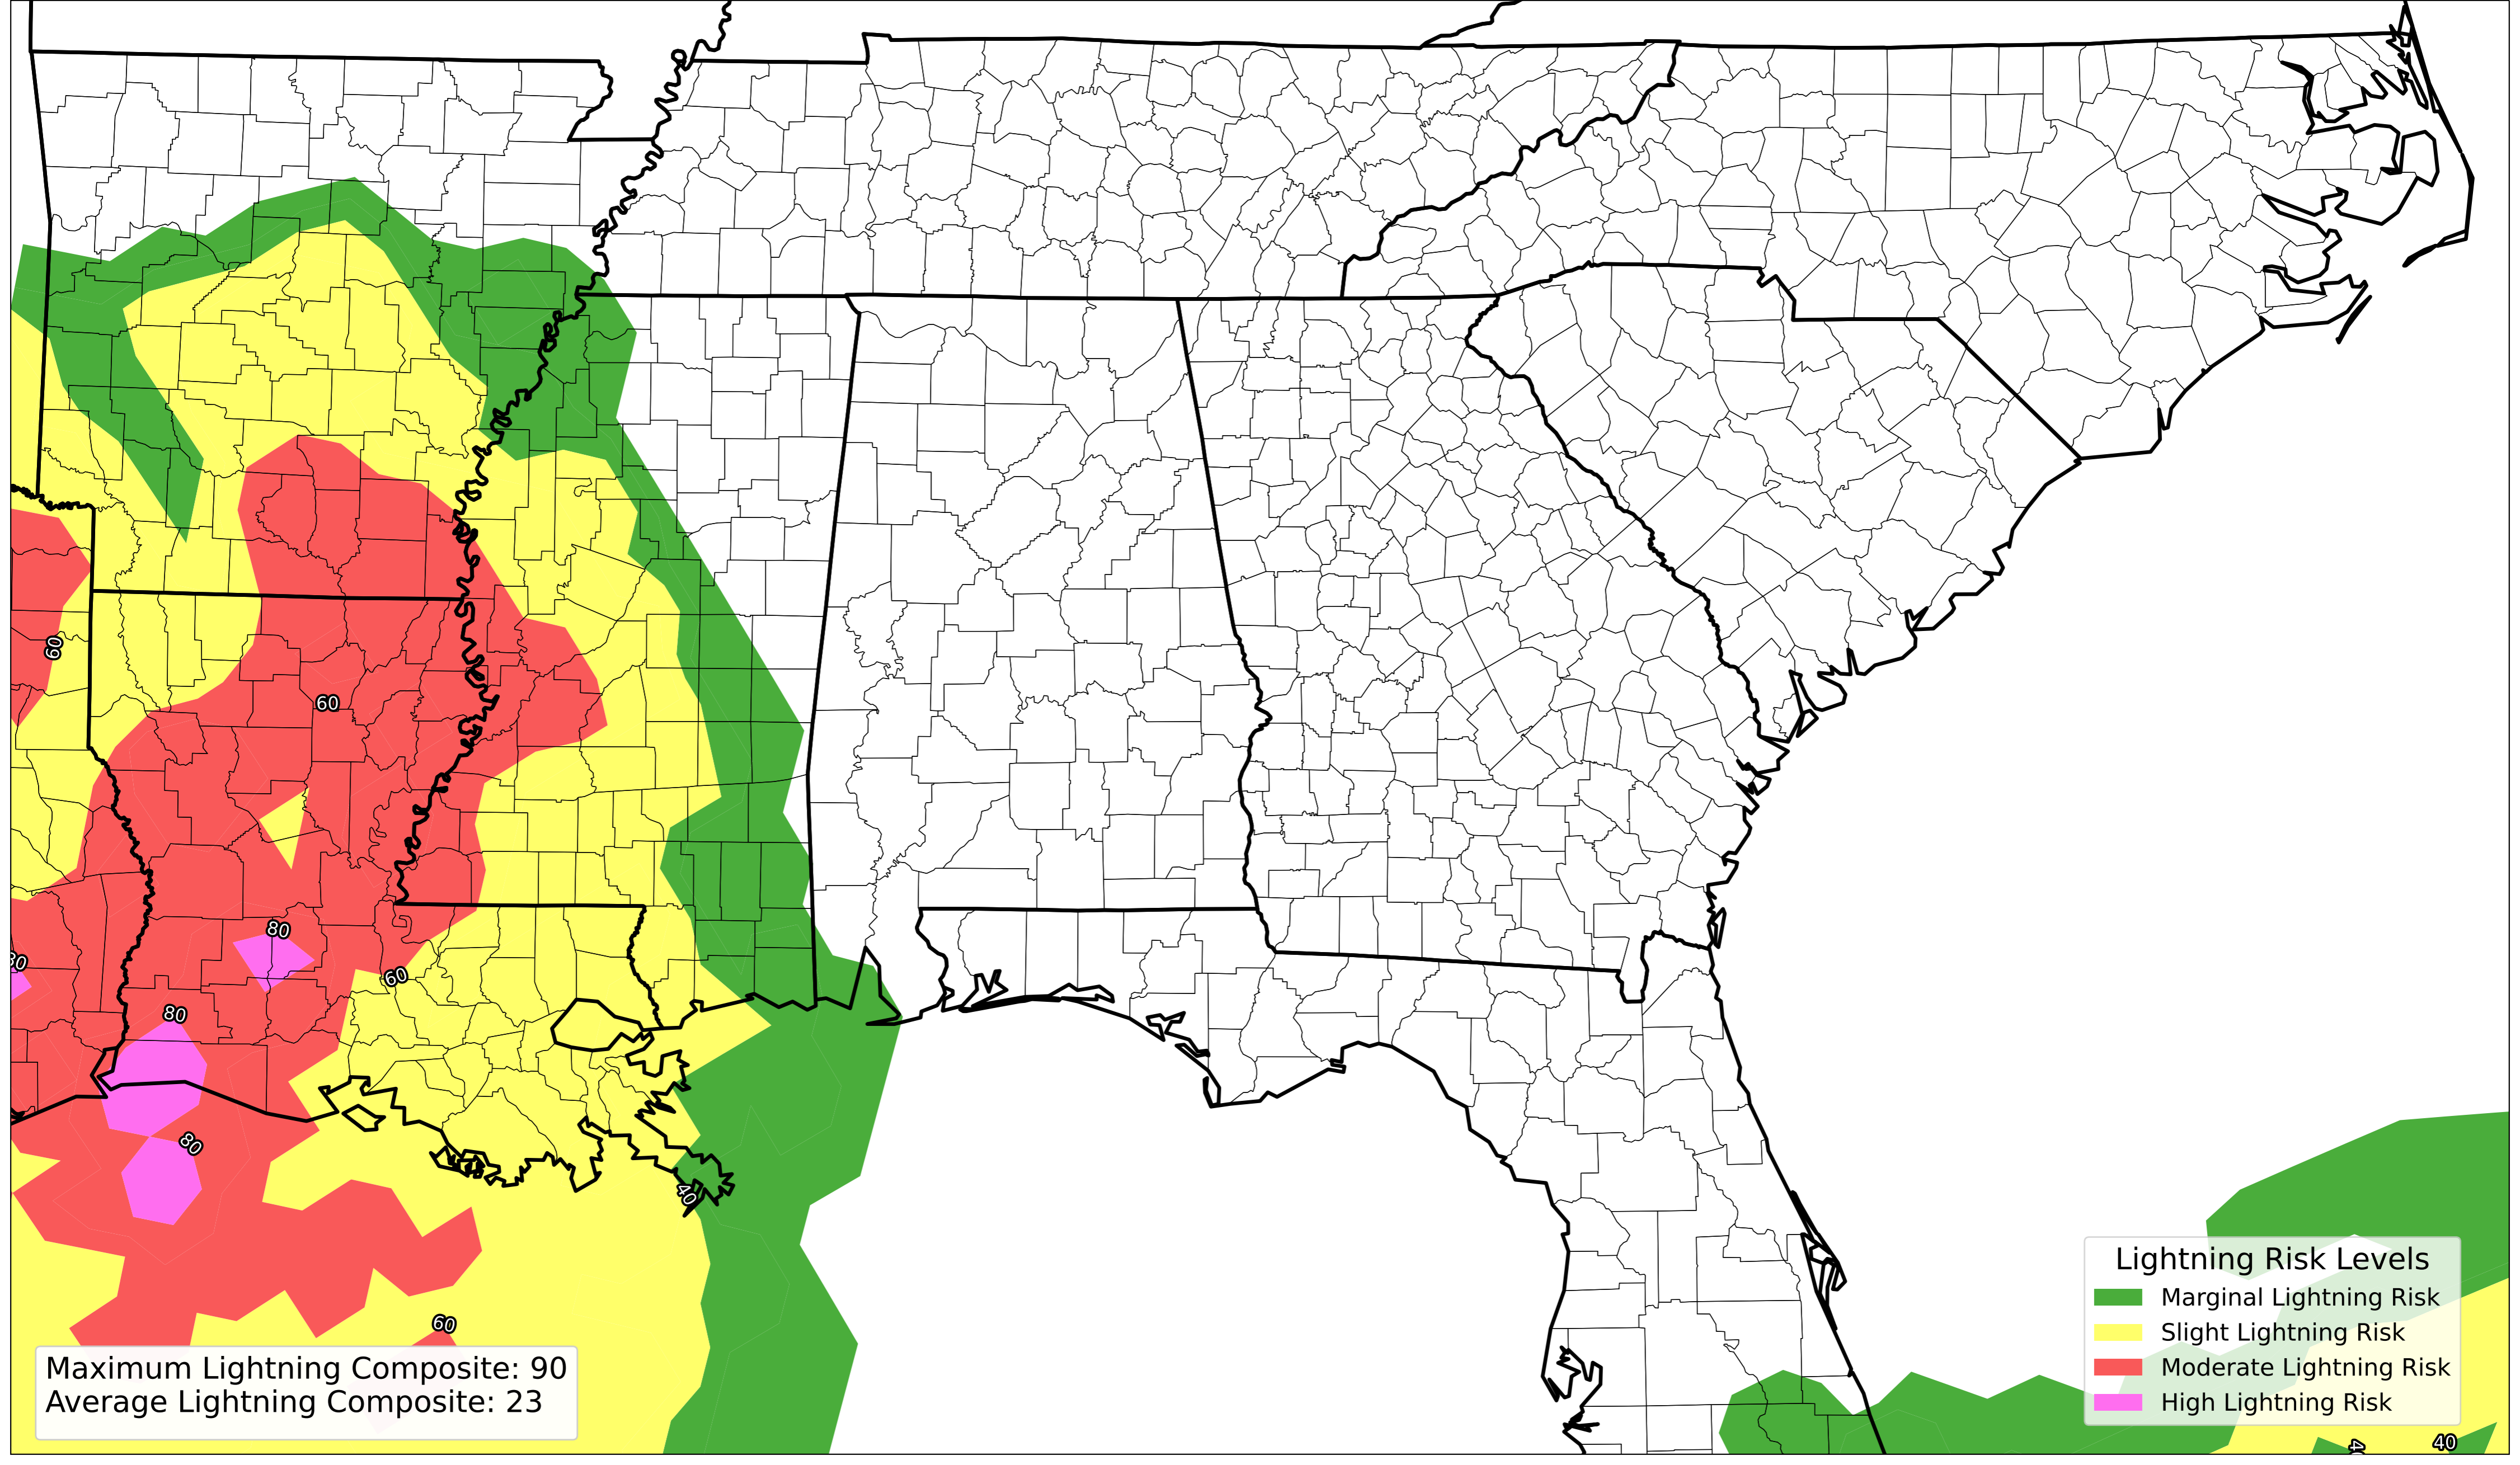 60
60
80
80
60
80
80
40
60
Lightning Risk Levels
Marginal Lightning Risk
Slight Lightning Risk
Moderate Lightning Risk
High Lightning Risk
Maximum Lightning Composite: 90
Average Lightning Composite: 23
40